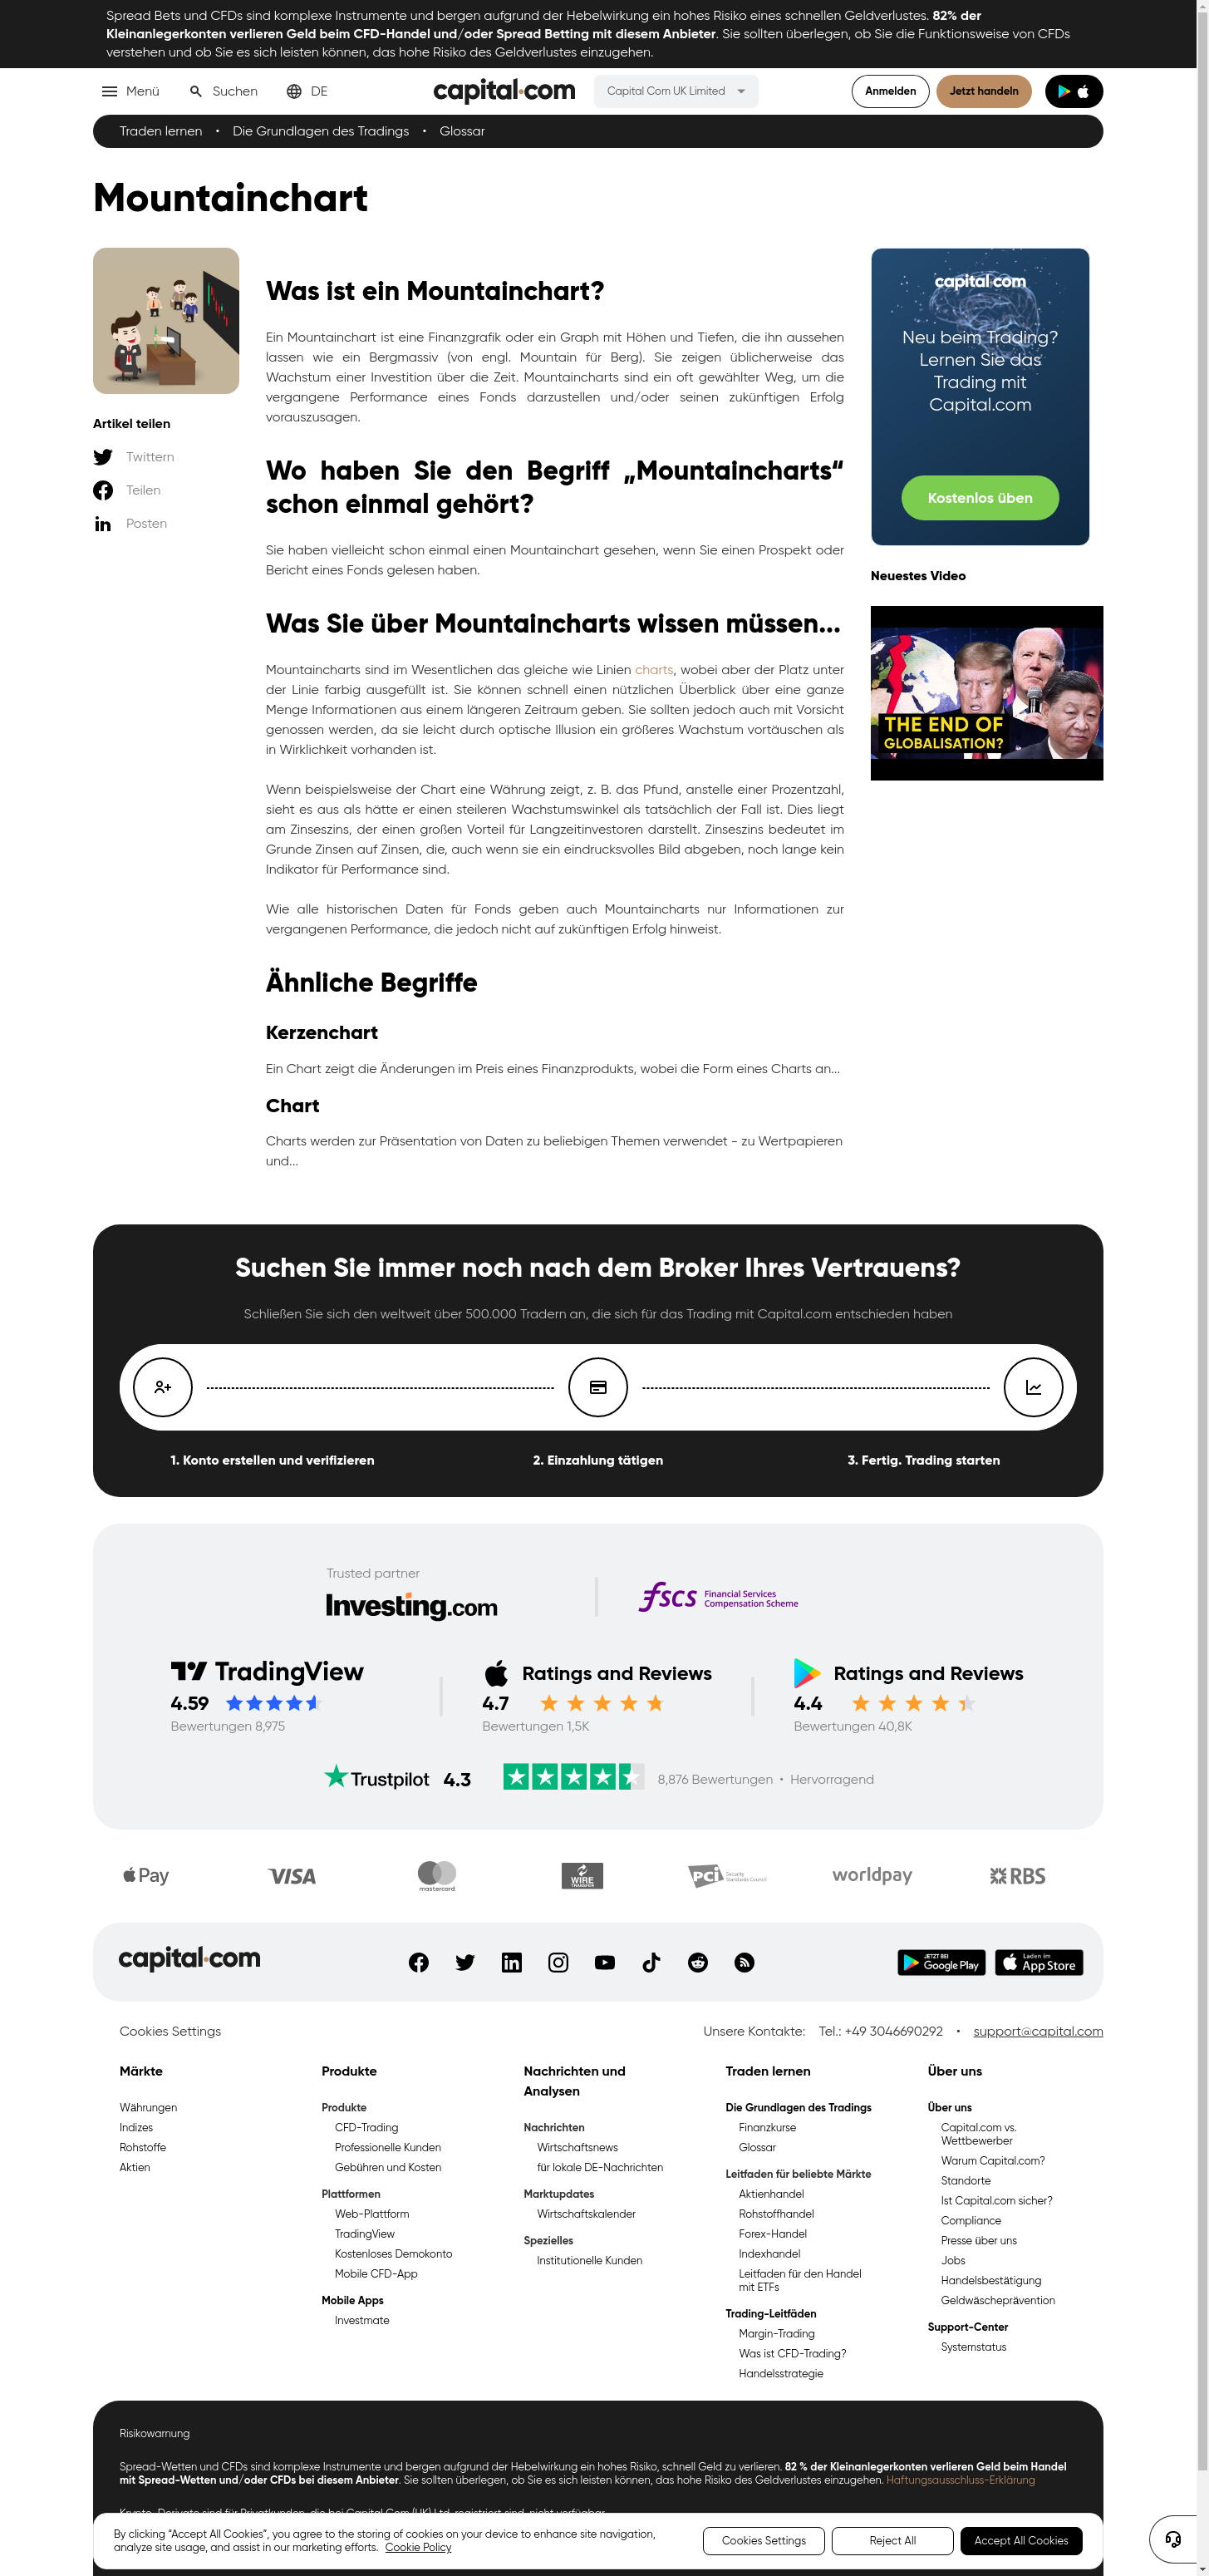 Spread Bets und CFDs sind komplexe Instrumente und bergen aufgrund der Hebelwirkung ein hohes Risiko eines schnellen Geldverlustes. 82% der
Kleinanlegerkonten verlieren Geld beim CFD-Handel und/oder Spread Betting mit diesem Anbieter. Sie sollten überlegen, ob Sie die Funktionsweise von CFDs
verstehen und ob Sie es sich leisten können, das hohe Risiko des Geldverlustes einzugehen.
Menü
Suchen
DE
capital.com
Capital Com UK Limited
Anmelden
Jetzt handeln
Traden lernen • Die Grundlagen des Tradings • Glossar
Mountainchart
Artikel teilen
Twittern
Teilen
Posten
Was ist ein Mountainchart?
Ein Mountainchart ist eine Finanzgrafik oder ein Graph mit Höhen und Tiefen, die ihn aussehen
lassen wie ein Bergmassiv (von engl. Mountain für Berg). Sie zeigen üblicherweise das
Wachstum einer Investition über die Zeit. Mountaincharts sind ein oft gewählter Weg, um die
vergangene Performance eines Fonds darzustellen und/oder seinen zukünftigen Erfolg
vorauszusagen.
Wo haben Sie den Begriff „Mountaincharts“
schon einmal gehört?
Sie haben vielleicht schon einmal einen Mountainchart gesehen, wenn Sie einen Prospekt oder
Bericht eines Fonds gelesen haben.
Was Sie über Mountaincharts wissen müssen...
Mountaincharts sind im Wesentlichen das gleiche wie Linien charts, wobei aber der Platz unter
der Linie farbig ausgefüllt ist. Sie können schnell einen nützlichen Überblick über eine ganze
Menge Informationen aus einem längeren Zeitraum geben. Sie sollten jedoch auch mit Vorsicht
genossen werden, da sie leicht durch optische Illusion ein größeres Wachstum vortäuschen als
in Wirklichkeit vorhanden ist.
Wenn beispielsweise der Chart eine Währung zeigt, z. B. das Pfund, anstelle einer Prozentzahl,
sieht es aus als hätte er einen steileren Wachstumswinkel als tatsächlich der Fall ist. Dies liegt
am Zinseszins, der einen großen Vorteil für Langzeitinvestoren darstellt. Zinseszins bedeutet im
Grunde Zinsen auf Zinsen, die, auch wenn sie ein eindrucksvolles Bild abgeben, noch lange kein
Indikator für Performance sind.
Wie alle historischen Daten für Fonds geben auch Mountaincharts nur Informationen zur
vergangenen Performance, die jedoch nicht auf zukünftigen Erfolg hinweist.
Ähnliche Begriffe
Kerzenchart
Ein Chart zeigt die Änderungen im Preis eines Finanzprodukts, wobei die Form eines Charts an...
Chart
Charts werden zur Präsentation von Daten zu beliebigen Themen verwendet - zu Wertpapieren
und...
capital.com
Neu beim Trading?
Lernen Sie das
Trading mit
Capital.com
Kostenlos üben
Neuestes Video
THE END OF
GLOBALISATION?
Suchen Sie immer noch nach dem Broker Ihres Vertrauens?
Schließen Sie sich den weltweit über 500.000 Tradern an, die sich für das Trading mit Capital.com entschieden haben
1. Konto erstellen und verifizieren
2. Einzahlung tätigen
3. Fertig. Trading starten
Trusted partner
Investing.com
fscs Financial Services
Compensation Scheme
TradingView
4.59
Bewertungen 8,975
Ratings and Reviews
4.7
Bewertungen 1,5K
Ratings and Reviews
4.4
Bewertungen 40,8K
Trustpilot 4.3
8,876 Bewertungen • Hervorragend
Pay
VISA
mastercard
WIRE
TRANSFER
PCI Security
Standards Council
worldpay
RBS
capital.com
JETZT BEI
Google Play
Laden im
App Store
Cookies Settings
Unsere Kontakte: Tel.: +49 3046690292 • support@capital.com
Märkte
Währungen
Indizes
Rohstoffe
Aktien
Produkte
Produkte
CFD-Trading
Professionelle Kunden
Gebühren und Kosten
Plattformen
Web-Plattform
TradingView
Kostenloses Demokonto
Mobile CFD-App
Mobile Apps
Investmate
Nachrichten und
Analysen
Nachrichten
Wirtschaftsnews
für lokale DE-Nachrichten
Marktupdates
Wirtschaftskalender
Spezielles
Institutionelle Kunden
Traden lernen
Die Grundlagen des Tradings
Finanzkurse
Glossar
Leitfaden für beliebte Märkte
Aktienhandel
Rohstoffhandel
Forex-Handel
Indexhandel
Leitfaden für den Handel
mit ETFs
Trading-Leitfäden
Margin-Trading
Was ist CFD-Trading?
Handelsstrategie
Über uns
Über uns
Capital.com vs.
Wettbewerber
Warum Capital.com?
Standorte
Ist Capital.com sicher?
Compliance
Presse über uns
Jobs
Handelsbestätigung
Geldwäscheprävention
Support-Center
Systemstatus
Risikowarnung
Spread-Wetten und CFDs sind komplexe Instrumente und bergen aufgrund der Hebelwirkung ein hohes Risiko, schnell Geld zu verlieren. 82 % der Kleinanlegerkonten verlieren Geld beim Handel
mit Spread-Wetten und/oder CFDs bei diesem Anbieter. Sie sollten überlegen, ob Sie es sich leisten können, das hohe Risiko des Geldverlustes einzugehen. Haftungsausschluss-Erklärung
Krypto-Derivate sind für Privatkunden, die bei Capital Com (UK) Ltd. registriert sind, nicht verfügbar.
By clicking “Accept All Cookies”, you agree to the storing of cookies on your device to enhance site navigation,
analyze site usage, and assist in our marketing efforts. Cookie Policy
Cookies Settings
Reject All
Accept All Cookies